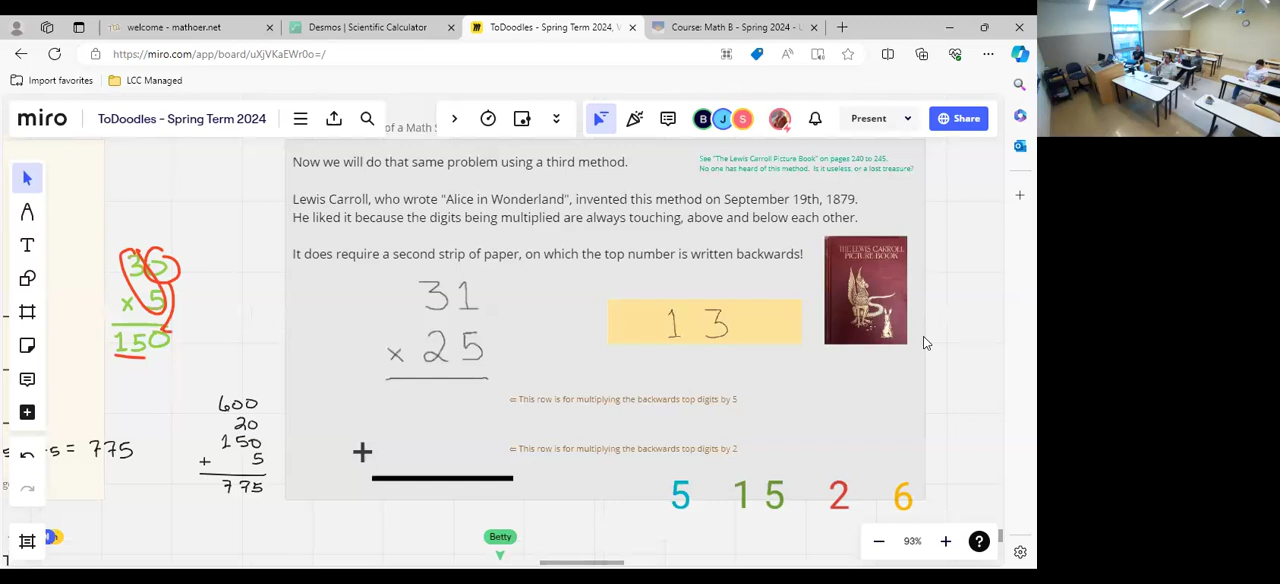 welcome - mathoer.net
Desmos | Scientific Calculator
ToDoodles - Spring Term 2024, V
Course: Math B - Spring 2024 - L
https://miro.com/app/board/uXjVKaEWr0o=/
Import favorites
LCC Managed
miro
ToDoodles - Spring Term 2024
of a Math S
B J S
Present
Share
Now we will do that same problem using a third method.
See "The Lewis Carroll Picture Book" on pages 240 to 245.
No one has heard of this method. Is it useless, or a lost treasure?
Lewis Carroll, who wrote "Alice in Wonderland", invented this method on September 19th, 1879.
He liked it because the digits being multiplied are always touching, above and below each other.
It does require a second strip of paper, on which the top number is written backwards!
THE LEWIS CARROLL
PICTURE BOOK
30
x 5
150
31
x 25
1 3
⇐ This row is for multiplying the backwards top digits by 5
⇐ This row is for multiplying the backwards top digits by 2
+
600
20
150
+ 5
775
5 = 775
5 15 2 6
Betty
93%